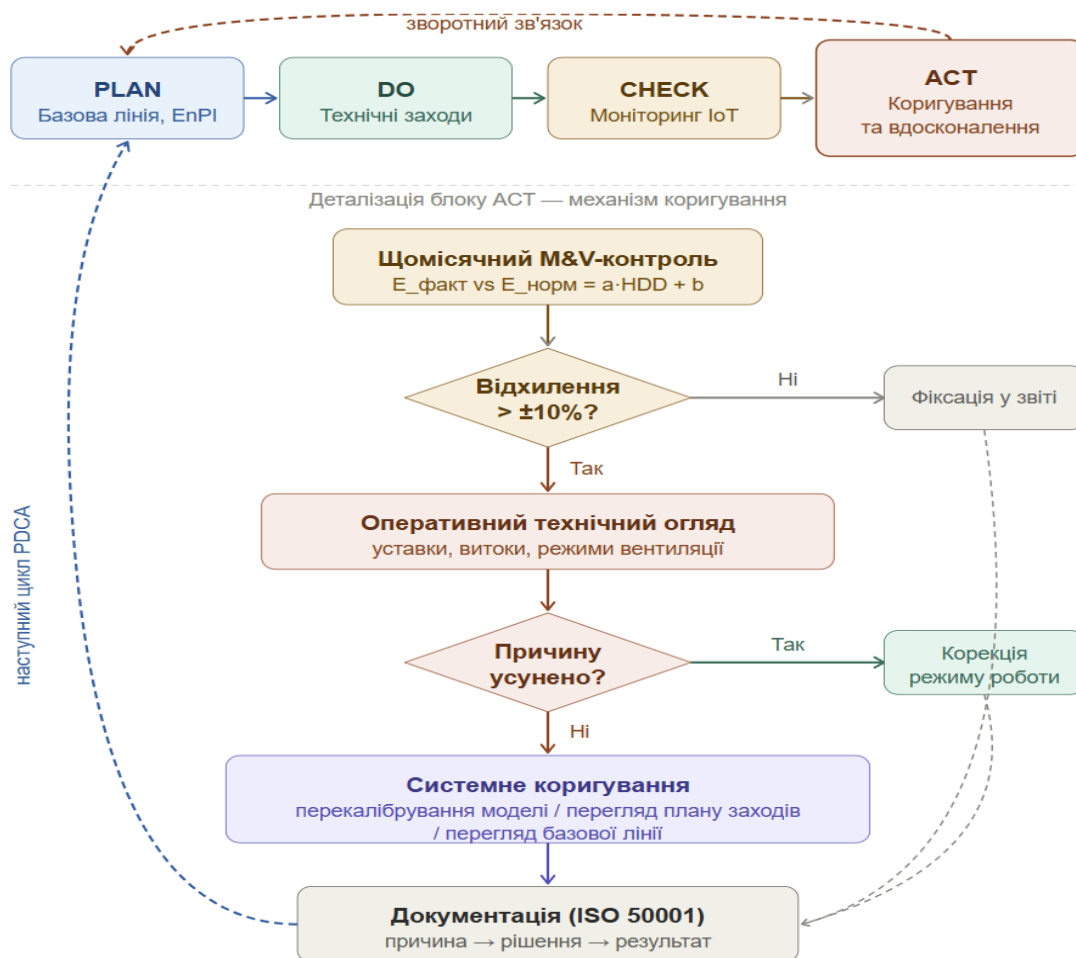 зворотний зв'язок
PLAN
Базова лінія, EnPI
DO
Технічні заходи
CHECK
Моніторинг IoT
ACT
Коригування
та вдосконалення
Деталізація блоку ACT — механізм коригування
Щомісячний M&V-контроль
E_факт vs E_норм = a·HDD + b
Відхилення
> ±10%?
Ні
Фіксація у звіті
Так
Оперативний технічний огляд
уставки, витоки, режими вентиляції
Причину
усунено?
Так
Корекція
режиму роботи
Ні
Системне коригування
перекалібрування моделі / перегляд плану заходів
/ перегляд базової лінії
Документація (ISO 50001)
причина → рішення → результат
наступний цикл PDCA